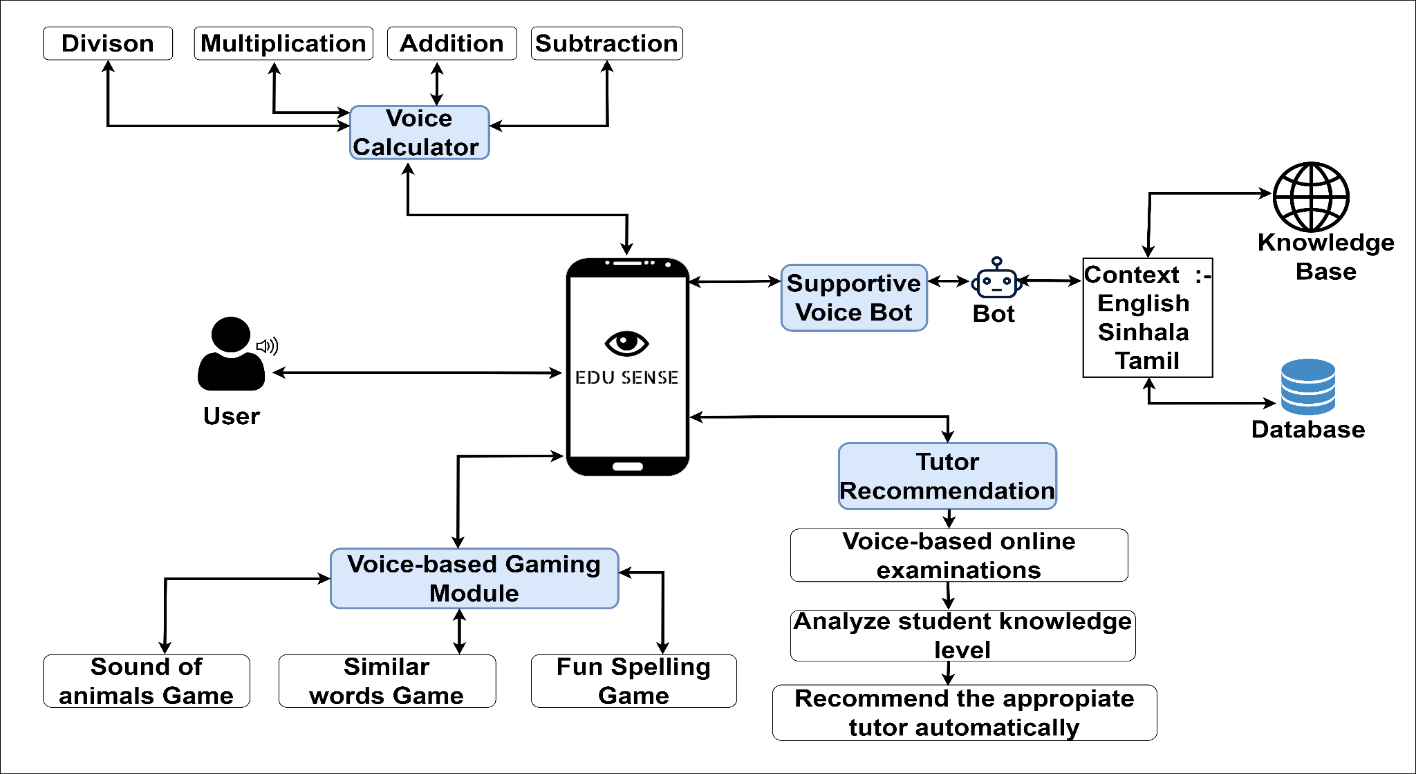 Divison
Multiplication
Addition
Subtraction
Voice
Calculator
Knowledge
Base
Supportive
Voice Bot
Bot
Context :-
English
Sinhala
Tamil
EDU SENSE
User
Database
Tutor
Recommendation
Voice-based online
examinations
Analyze student knowledge
level
Recommend the appropiate
tutor automatically
Voice-based Gaming
Module
Sound of
animals Game
Similar
words Game
Fun Spelling
Game